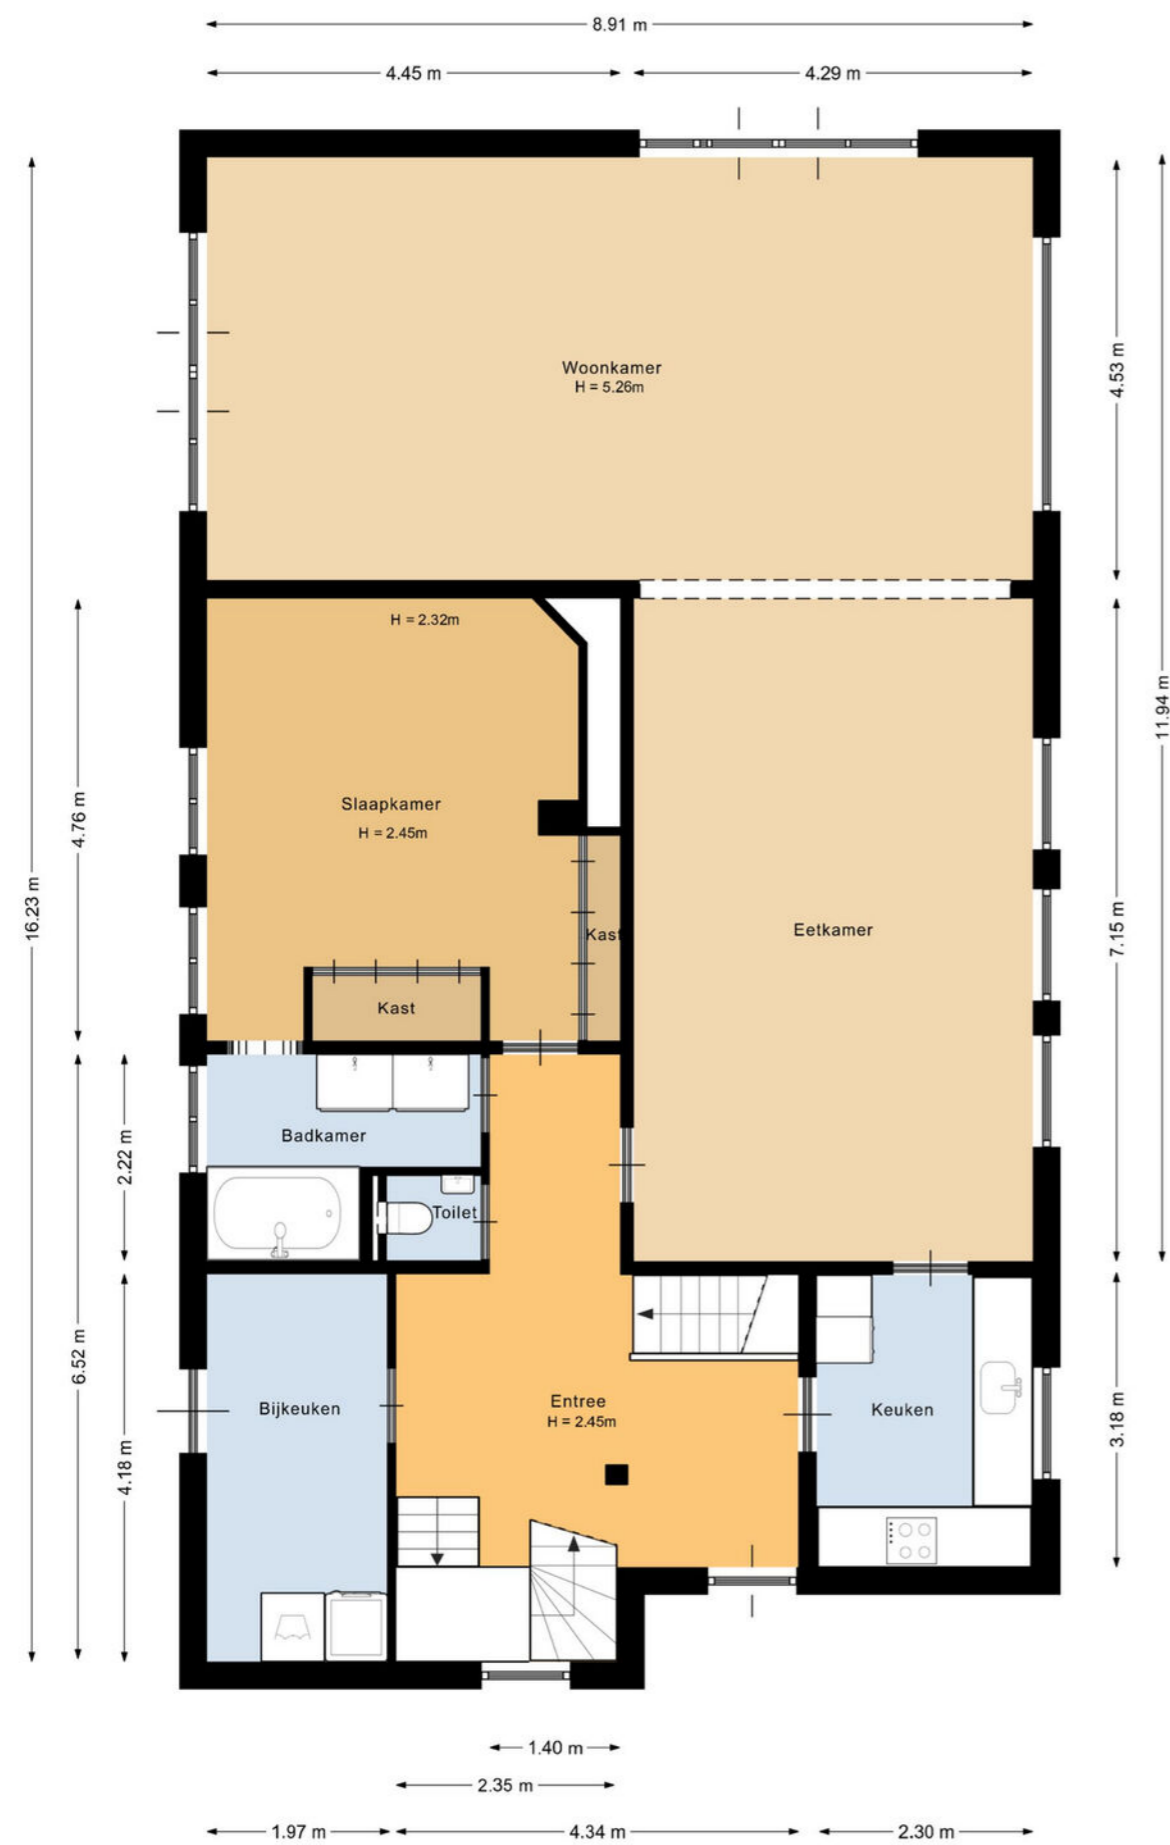 8.91 m
4.45 m
4.29 m
Woonkamer
H = 5.26m
4.53 m
11.94 m
H = 2.32m
Slaapkamer
H = 2.45m
4.76 m
16.23 m
Kast
Eetkamer
7.15 m
Kast
Badkamer
2.22 m
Toilet
6.52 m
Bijkeuken
4.18 m
Entree
H = 2.45m
Keuken
3.18 m
1.40 m
2.35 m
1.97 m
4.34 m
2.30 m